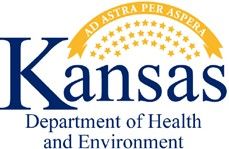 AD ASTRA PER ASPERA
Kansas
Department of Health
and Environment